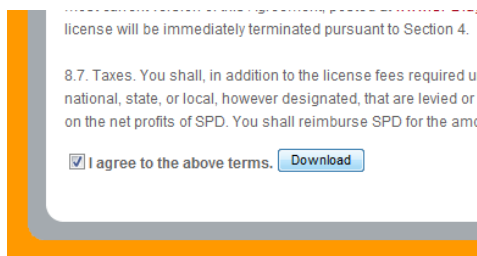 license will be immediately terminated pursuant to Section 4.
8.7. Taxes. You shall, in addition to the license fees required
national, state, or local, however designated, that are levied or
on the net profits of SPD. You shall reimburse SPD for the
I agree to the above terms. Download